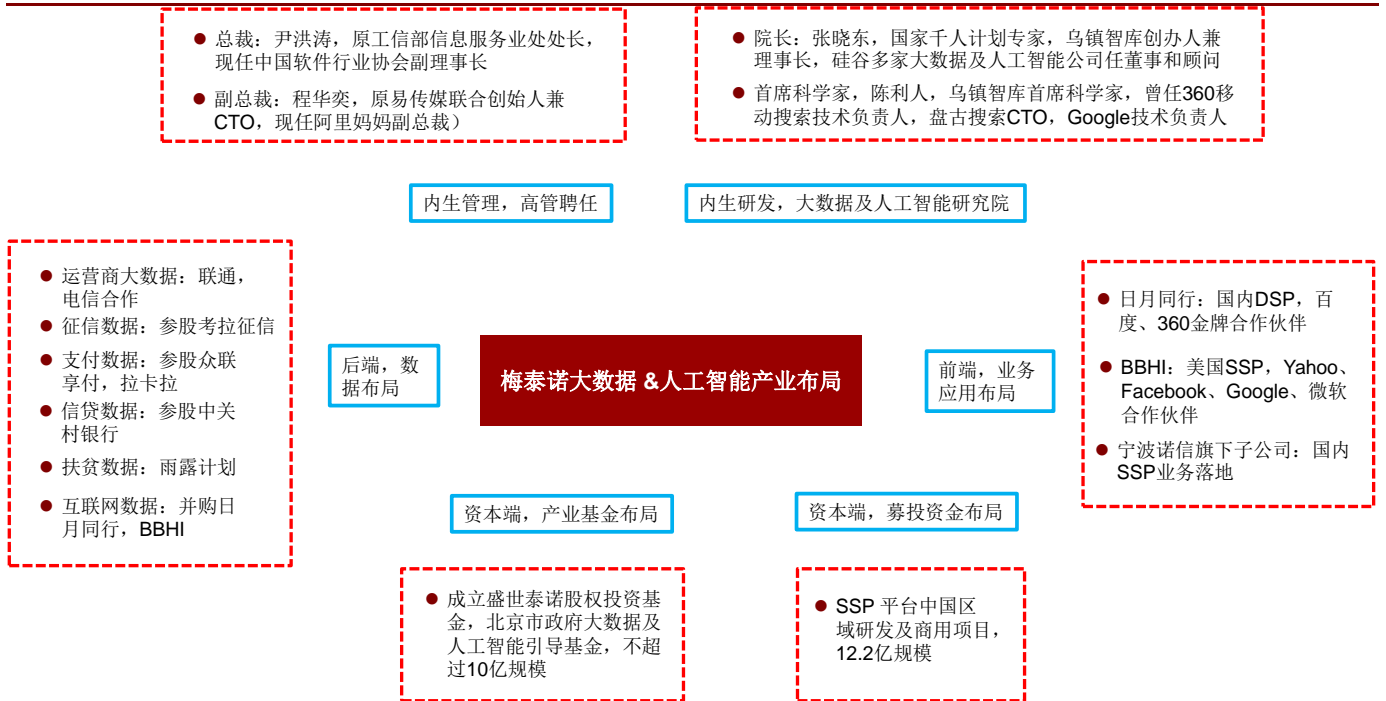 总裁：尹洪涛，原工信部信息服务业处处长，
现任中国软件行业协会副理事长
副总裁：程华奕，原易传媒联合创始人兼
CTO，现任阿里妈妈副总裁）
院长：张晓东，国家千人计划专家，乌镇智库创办人兼
理事长，硅谷多家大数据及人工智能公司任董事和顾问
首席科学家，陈利人，乌镇智库首席科学家，曾任360移
动搜索技术负责人，盘古搜索CTO，Google技术负责人
内生管理，高管聘任
内生研发，大数据及人工智能研究院
运营商大数据：联通，
电信合作
征信数据：参股考拉征信
支付数据：参股众联
享付，拉卡拉
信贷数据：参股中关
村银行
扶贫数据：雨露计划
互联网数据：并购日
月同行，BBHI
后端，数
据布局
梅泰诺大数据 &人工智能产业布局
前端，业务
应用布局
日月同行：国内DSP，百
度、360金牌合作伙伴
BBHI：美国SSP，Yahoo、
Facebook、Google、微软
合作伙伴
宁波诺信旗下子公司：国内
SSP业务落地
资本端，产业基金布局
资本端，募投资金布局
成立盛世泰诺股权投资基
金，北京市政府大数据及
人工智能引导基金，不超
过10亿规模
SSP 平台中国区
域研发及商用项目，
12.2亿规模